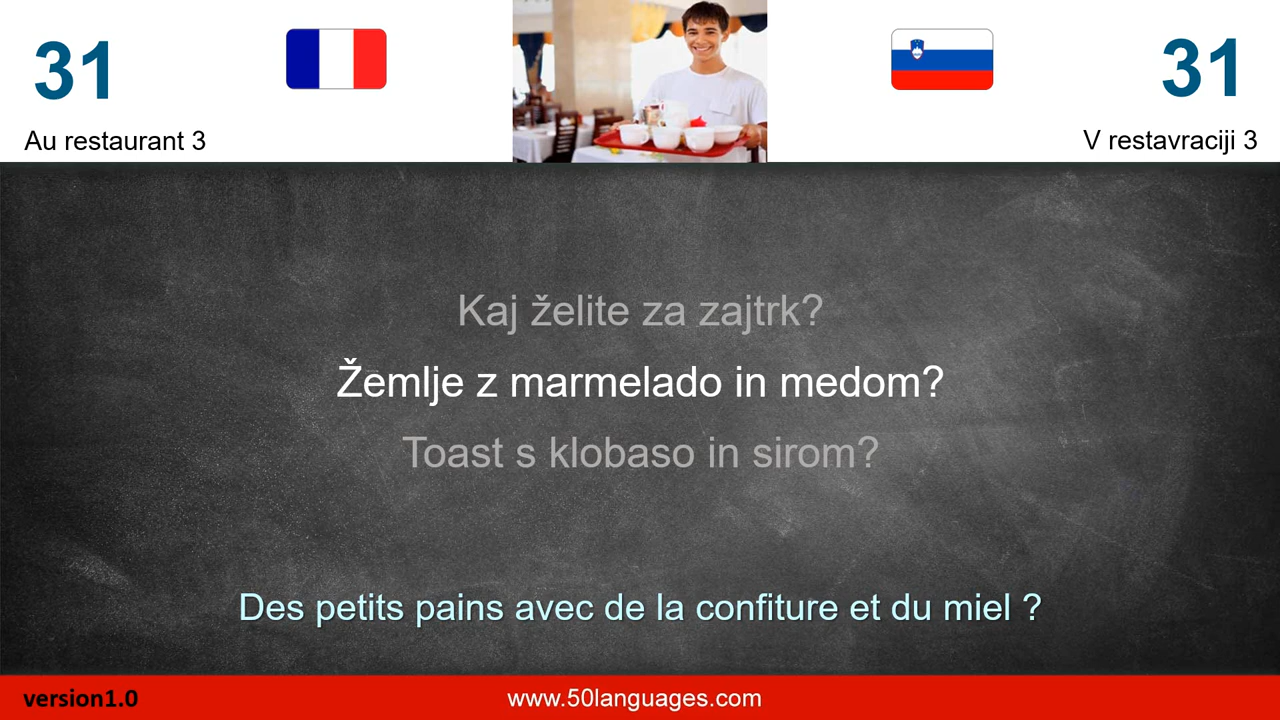 31
31
Au restaurant 3
V restavraciji 3
Kaj želite za zajtrk?
Žemlje z marmelado in medom?
Toast s klobaso in sirom?
Des petits pains avec de la confiture et du miel ?
version1.0
www.50languages.com